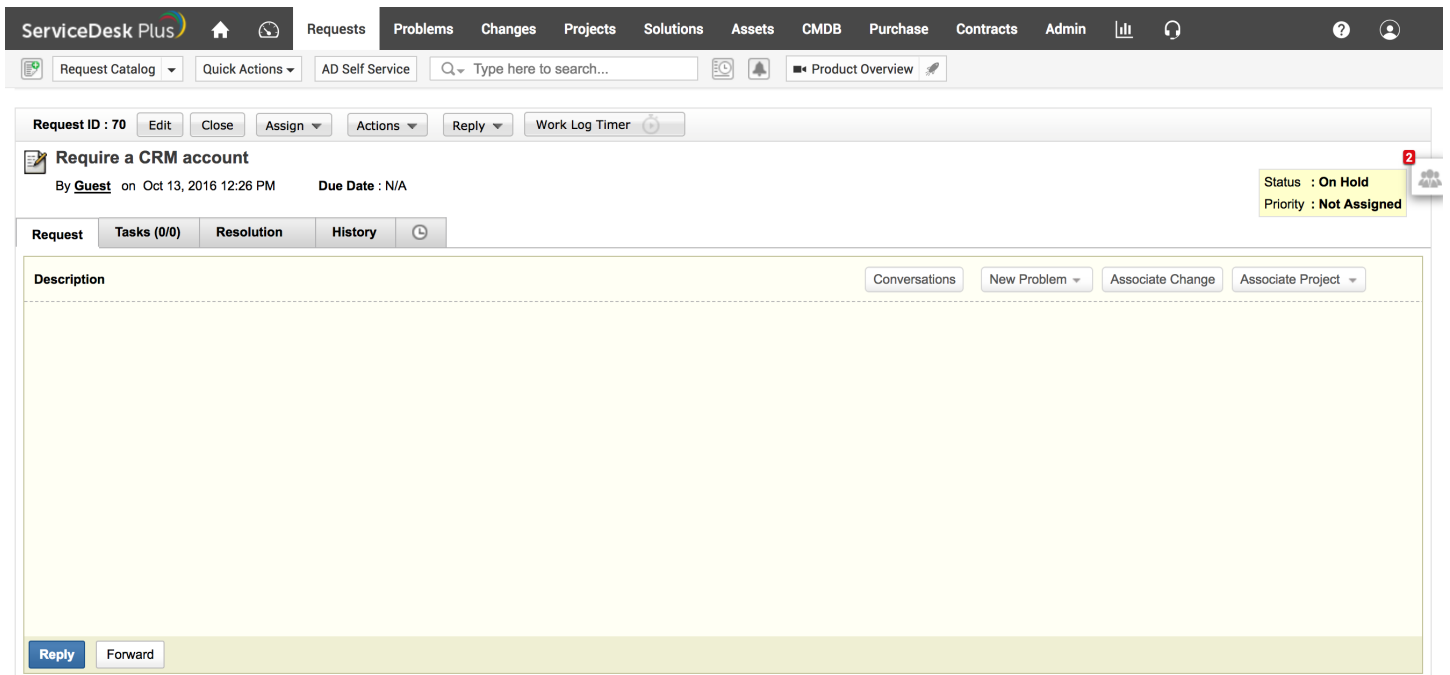 ServiceDesk Plus Requests Problems Changes Projects Solutions Assets CMDB Purchase Contracts Admin ?
Request Catalog Quick Actions AD Self Service Type here to search... Product Overview
Request ID : 70 Edit Close Assign Actions Reply Work Log Timer
Require a CRM account
2
By Guest on Oct 13, 2016 12:26 PM Due Date : N/A
Status : On Hold
Priority : Not Assigned
Request Tasks (0/0) Resolution History
Description Conversations New Problem Associate Change Associate Project
Reply Forward